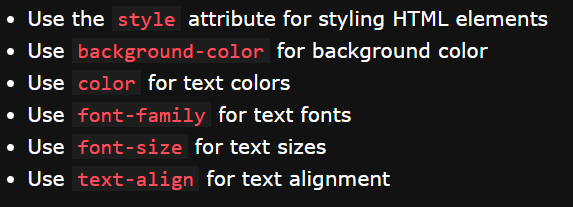 • Use the style attribute for styling HTML elements
• Use background-color for background color
• Use color for text colors
• Use font-family for text fonts
• Use font-size for text sizes
• Use text-align for text alignment